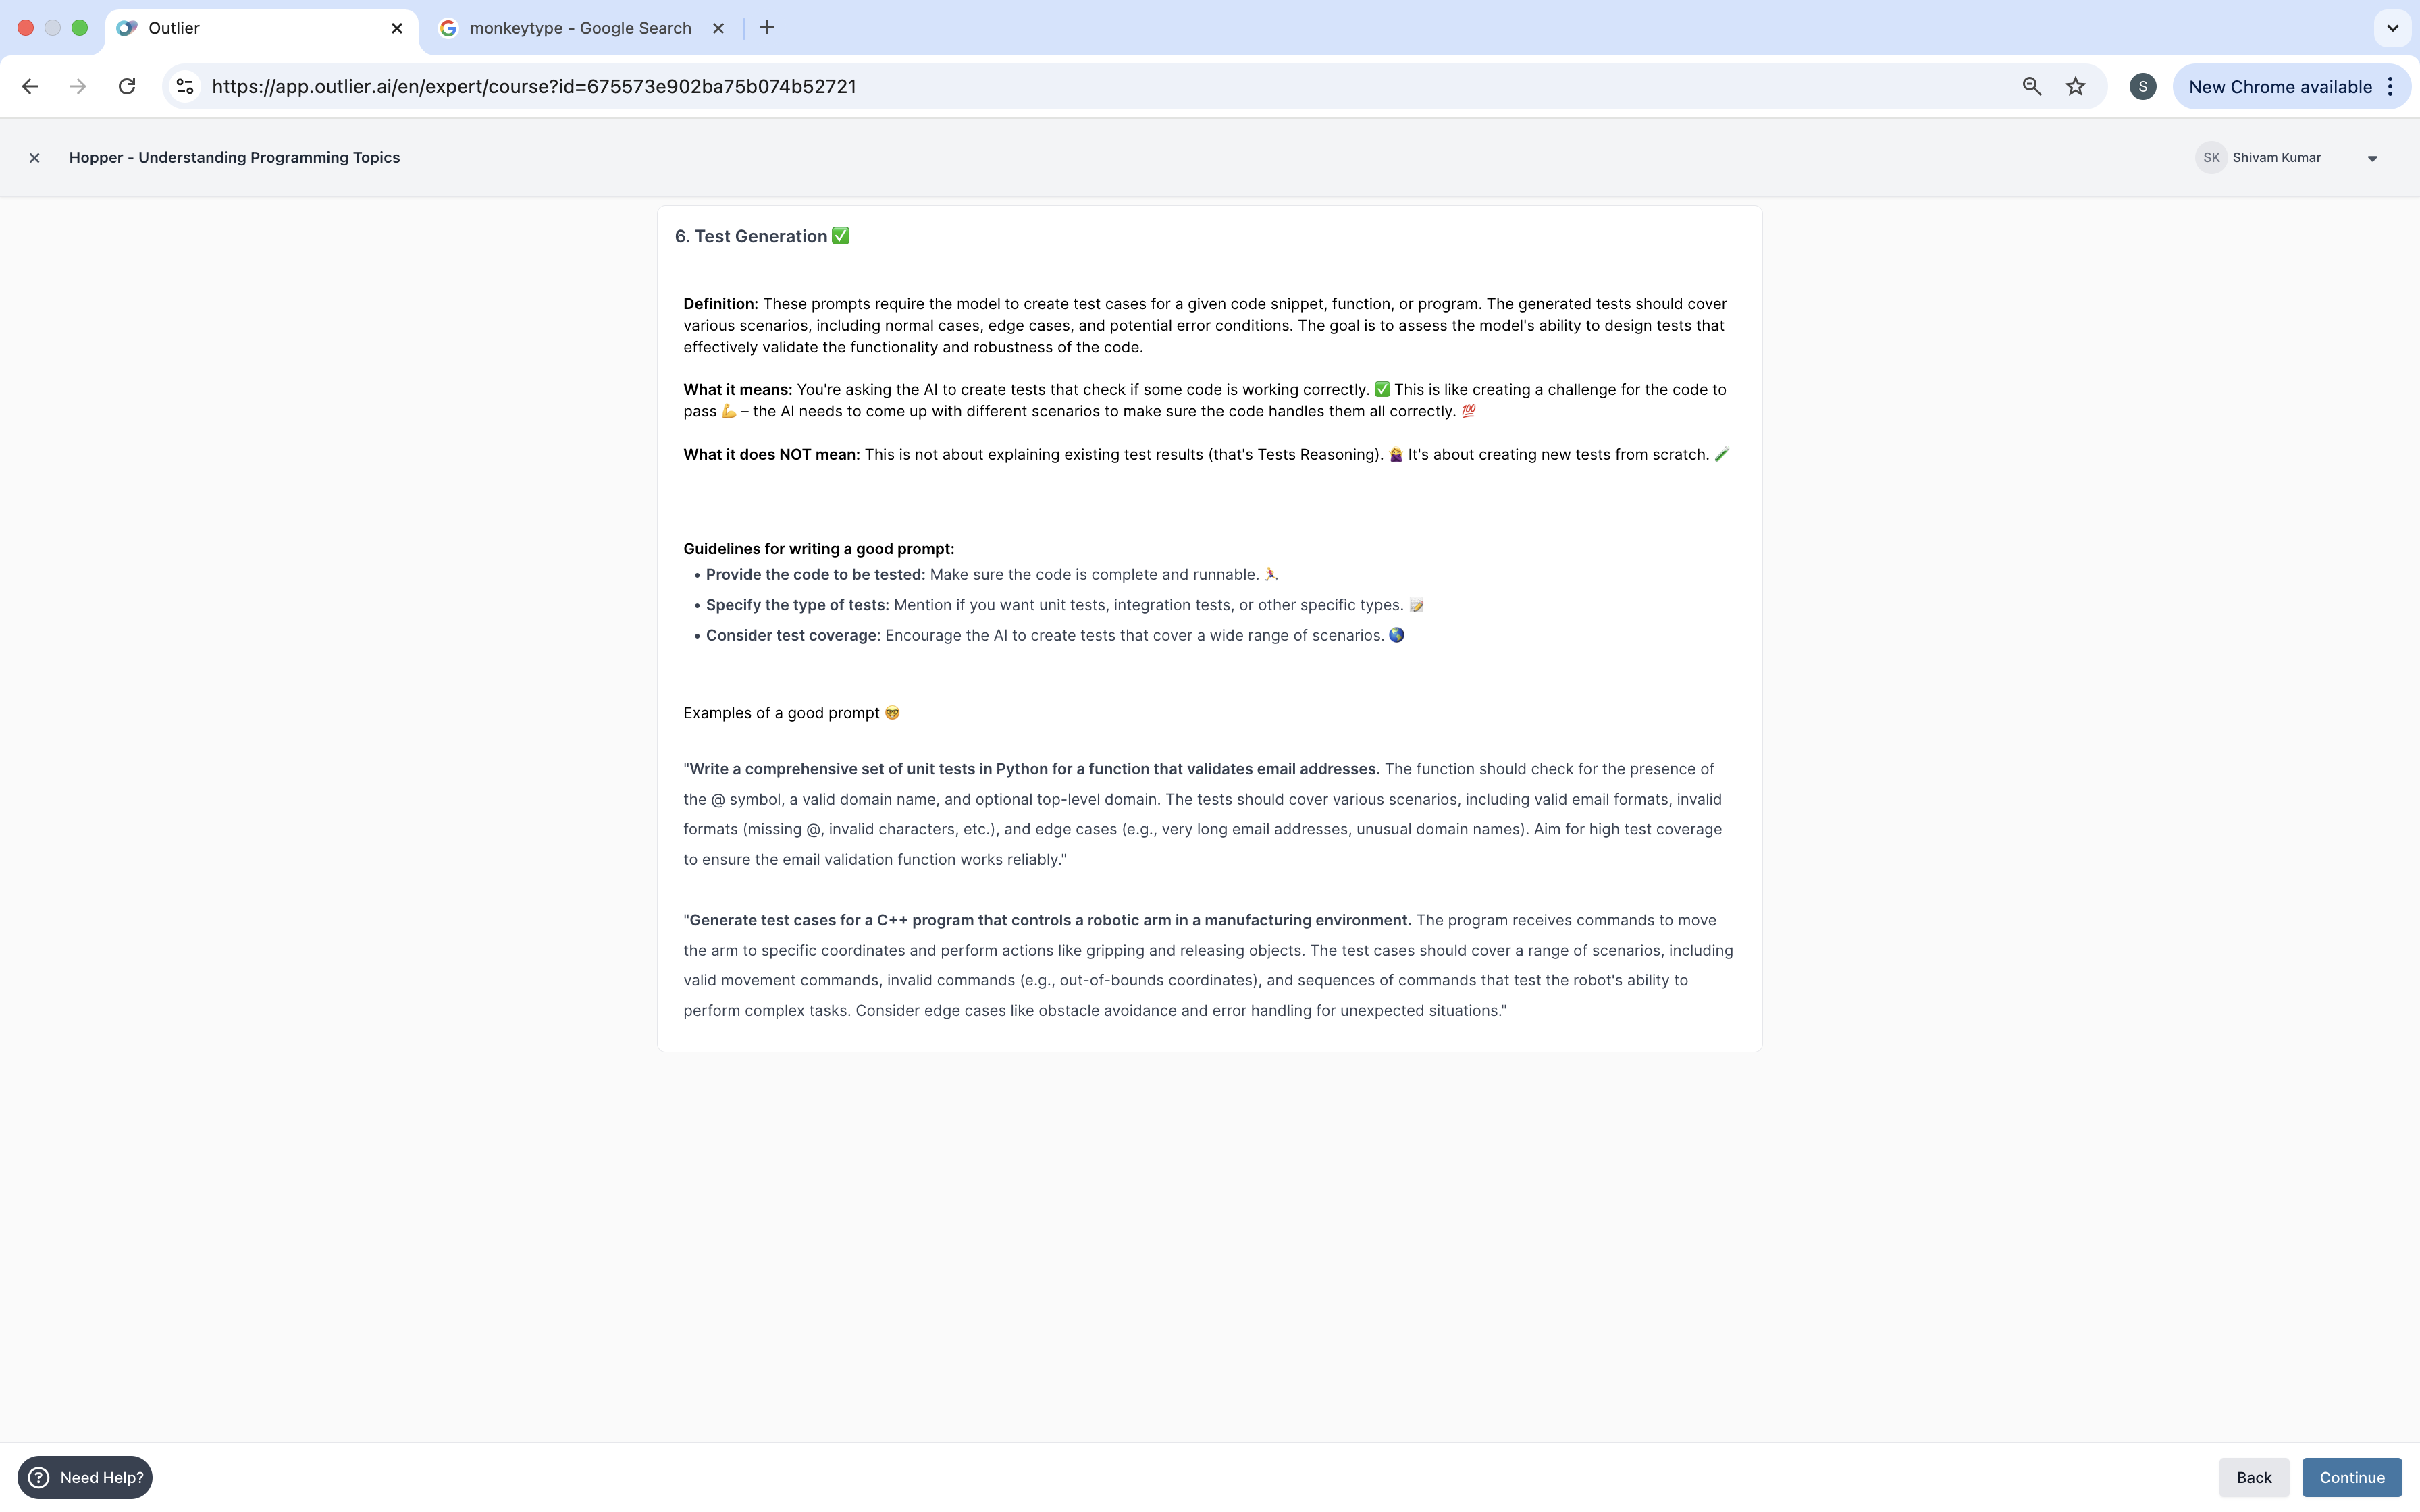 Outlier
monkeytype - Google Search
https://app.outlier.ai/en/expert/course?id=675573e902ba75b074b52721
S
New Chrome available
Hopper - Understanding Programming Topics
SK Shivam Kumar
6. Test Generation ✅
Definition: These prompts require the model to create test cases for a given code snippet, function, or program. The generated tests should cover
various scenarios, including normal cases, edge cases, and potential error conditions. The goal is to assess the model's ability to design tests that
effectively validate the functionality and robustness of the code.
What it means: You're asking the AI to create tests that check if some code is working correctly. ✅ This is like creating a challenge for the code to
pass 💪 – the AI needs to come up with different scenarios to make sure the code handles them all correctly. 💯
What it does NOT mean: This is not about explaining existing test results (that's Tests Reasoning). 🙅‍♀️ It's about creating new tests from scratch. 🧪
Guidelines for writing a good prompt:
• Provide the code to be tested: Make sure the code is complete and runnable. 🏃
• Specify the type of tests: Mention if you want unit tests, integration tests, or other specific types. 📝
• Consider test coverage: Encourage the AI to create tests that cover a wide range of scenarios. 🌎
Examples of a good prompt 🤓
"Write a comprehensive set of unit tests in Python for a function that validates email addresses. The function should check for the presence of
the @ symbol, a valid domain name, and optional top-level domain. The tests should cover various scenarios, including valid email formats, invalid
formats (missing @, invalid characters, etc.), and edge cases (e.g., very long email addresses, unusual domain names). Aim for high test coverage
to ensure the email validation function works reliably."
"Generate test cases for a C++ program that controls a robotic arm in a manufacturing environment. The program receives commands to move
the arm to specific coordinates and perform actions like gripping and releasing objects. The test cases should cover a range of scenarios, including
valid movement commands, invalid commands (e.g., out-of-bounds coordinates), and sequences of commands that test the robot's ability to
perform complex tasks. Consider edge cases like obstacle avoidance and error handling for unexpected situations."
Need Help?
Back
Continue